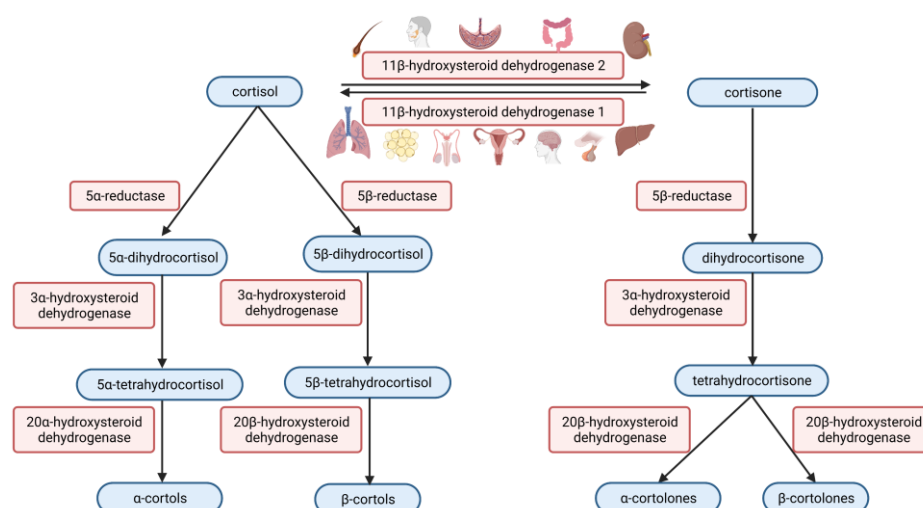 11β-hydroxysteroid dehydrogenase 2
cortisol
cortisone
11β-hydroxysteroid dehydrogenase 1
5α-reductase
5β-reductase
5β-reductase
5α-dihydrocortisol
5β-dihydrocortisol
dihydrocortisone
3α-hydroxysteroid
dehydrogenase
3α-hydroxysteroid
dehydrogenase
3α-hydroxysteroid
dehydrogenase
5α-tetrahydrocortisol
5β-tetrahydrocortisol
tetrahydrocortisone
20α-hydroxysteroid
dehydrogenase
20β-hydroxysteroid
dehydrogenase
20β-hydroxysteroid
dehydrogenase
20β-hydroxysteroid
dehydrogenase
α-cortols
β-cortols
α-cortolones
β-cortolones